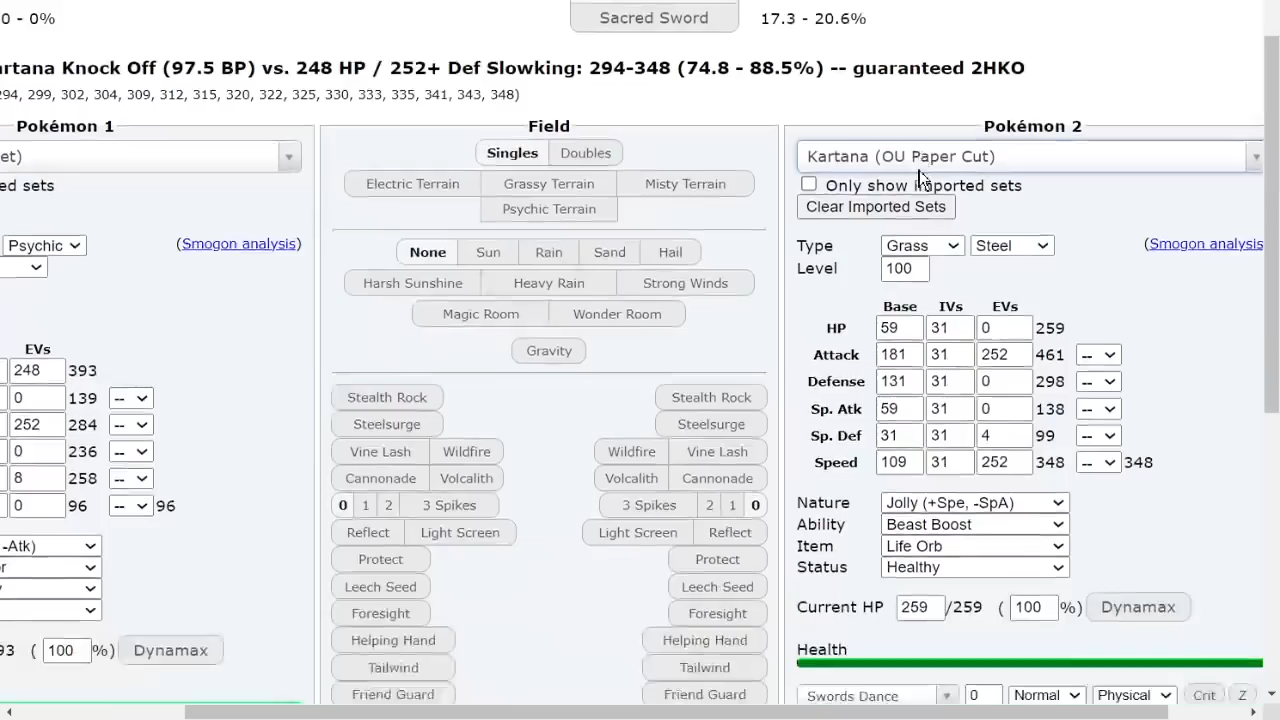 0 - 0%
Sacred Sword
17.3 - 20.6%
artana Knock Off (97.5 BP) vs. 248 HP / 252+ Def Slowking: 294-348 (74.8 - 88.5%) -- guaranteed 2HKO
294, 299, 302, 304, 309, 312, 315, 320, 322, 325, 330, 333, 335, 341, 343, 348)
Pokémon 1
et)
ed sets
Psychic
(Smogon analysis)
EVs
248 393
0 139 --
252 284 --
0 236 --
8 258 --
0 96 -- 96
-Atk)
or
y
93 ( 100 %) Dynamax
Field
Singles Doubles
Electric Terrain Grassy Terrain Misty Terrain
Psychic Terrain
None Sun Rain Sand Hail
Harsh Sunshine Heavy Rain Strong Winds
Magic Room Wonder Room
Gravity
Stealth Rock Stealth Rock
Steelsurge Steelsurge
Vine Lash Wildfire Wildfire Vine Lash
Cannonade Volcalith Volcalith Cannonade
0 1 2 3 Spikes 3 Spikes 2 1 0
Reflect Light Screen Light Screen Reflect
Protect Protect
Leech Seed Leech Seed
Foresight Foresight
Helping Hand Helping Hand
Tailwind Tailwind
Friend Guard Friend Guard
Pokémon 2
Kartana (OU Paper Cut)
Only show imported sets
Clear Imported Sets
Type Grass Steel (Smogon analysis
Level 100
Base IVs EVs
HP 59 31 0 259
Attack 181 31 252 461 --
Defense 131 31 0 298 --
Sp. Atk 59 31 0 138 --
Sp. Def 31 31 4 99 --
Speed 109 31 252 348 -- 348
Nature Jolly (+Spe, -SpA)
Ability Beast Boost
Item Life Orb
Status Healthy
Current HP 259 /259 ( 100 %) Dynamax
Health
Swords Dance 0 Normal Physical Crit Z